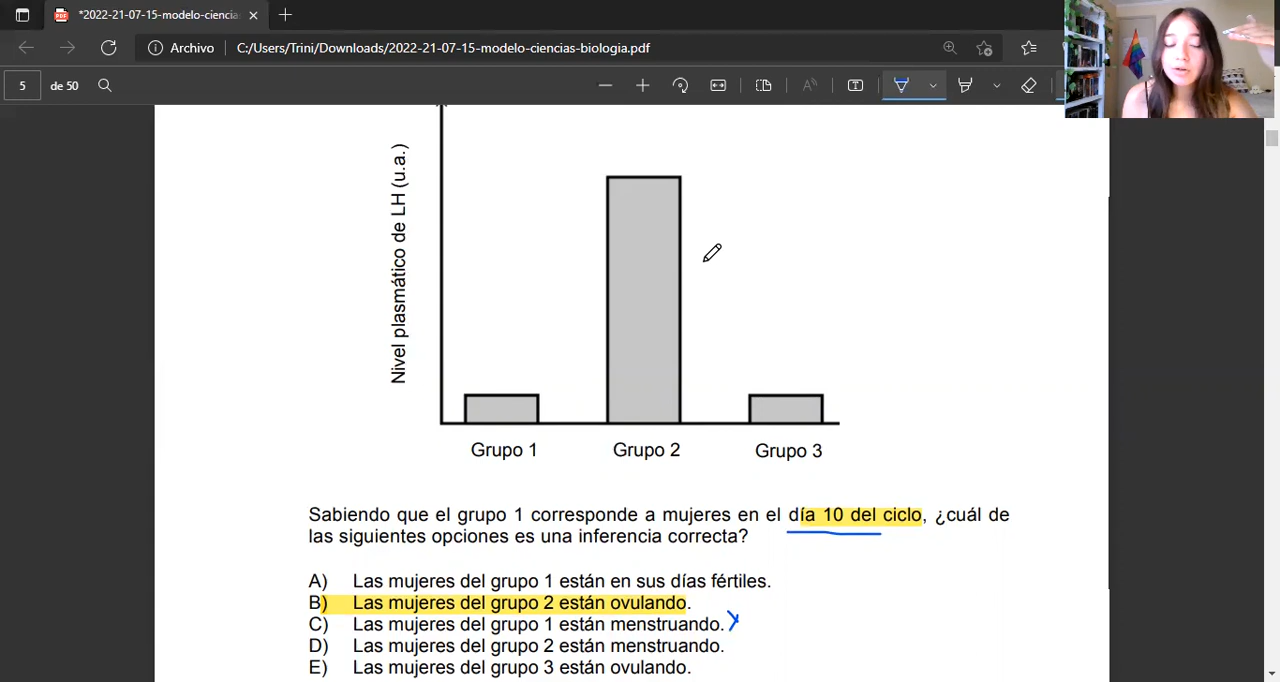 *2022-21-07-15-modelo-ciencia
Archivo
C:/Users/Trini/Downloads/2022-21-07-15-modelo-ciencias-biologia.pdf
5
de 50
Nivel plasmático de LH (u.a.)
Grupo 1
Grupo 2
Grupo 3
Sabiendo que el grupo 1 corresponde a mujeres en el día 10 del ciclo, ¿cuál de
las siguientes opciones es una inferencia correcta?
A) Las mujeres del grupo 1 están en sus días fértiles.
B) Las mujeres del grupo 2 están ovulando.
C) Las mujeres del grupo 1 están menstruando.
D) Las mujeres del grupo 2 están menstruando.
E) Las mujeres del grupo 3 están ovulando.